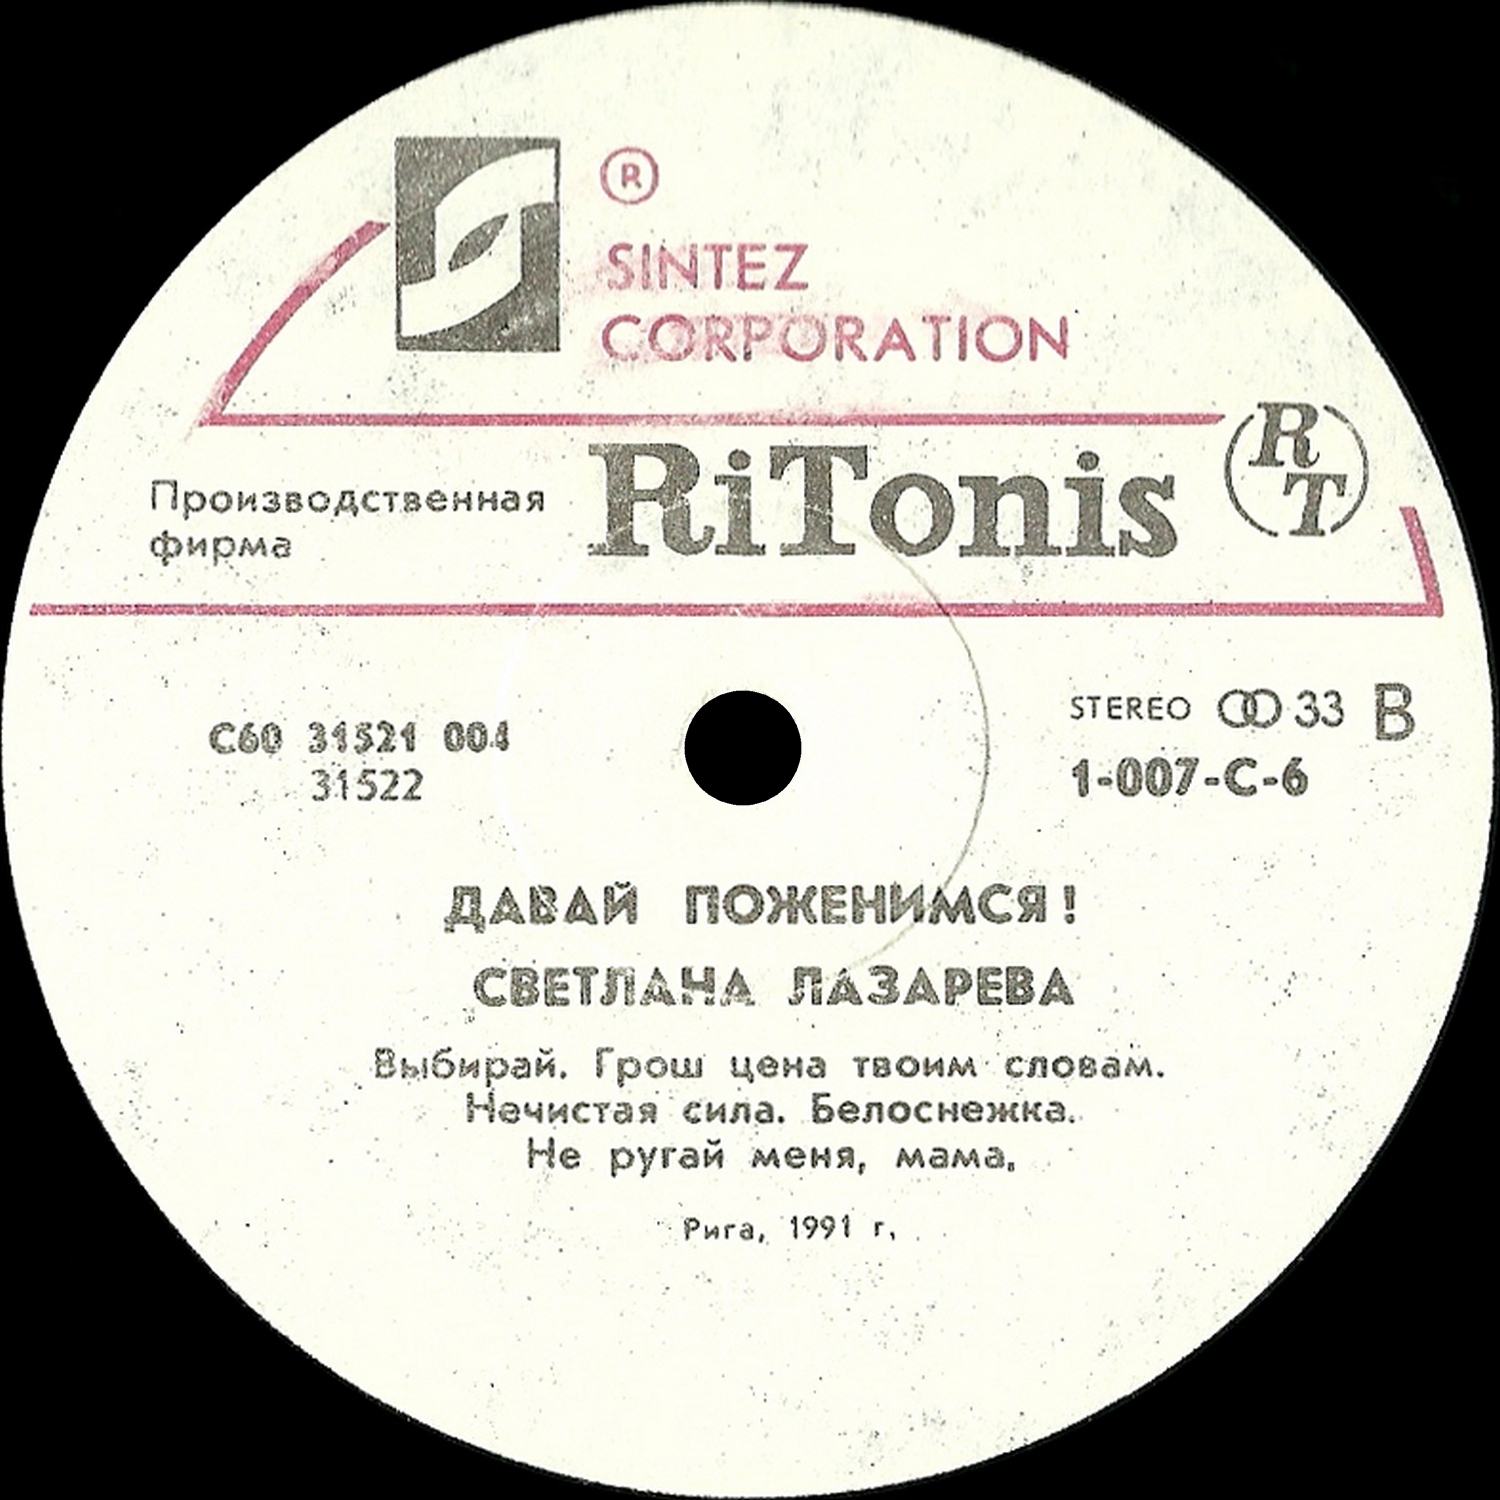 ®
SINTEZ
CORPORATION
Производственная
фирма
RiTonis
RT
С60 31521 004
31522
STEREO 33 B
1-007-С-6
ДАВАЙ ПОЖЕНИМСЯ!
СВЕТЛАНА ЛАЗАРЕВА
Выбирай. Грош цена твоим словам.
Нечистая сила. Белоснежка.
Не ругай меня, мама.
Рига, 1991 г.